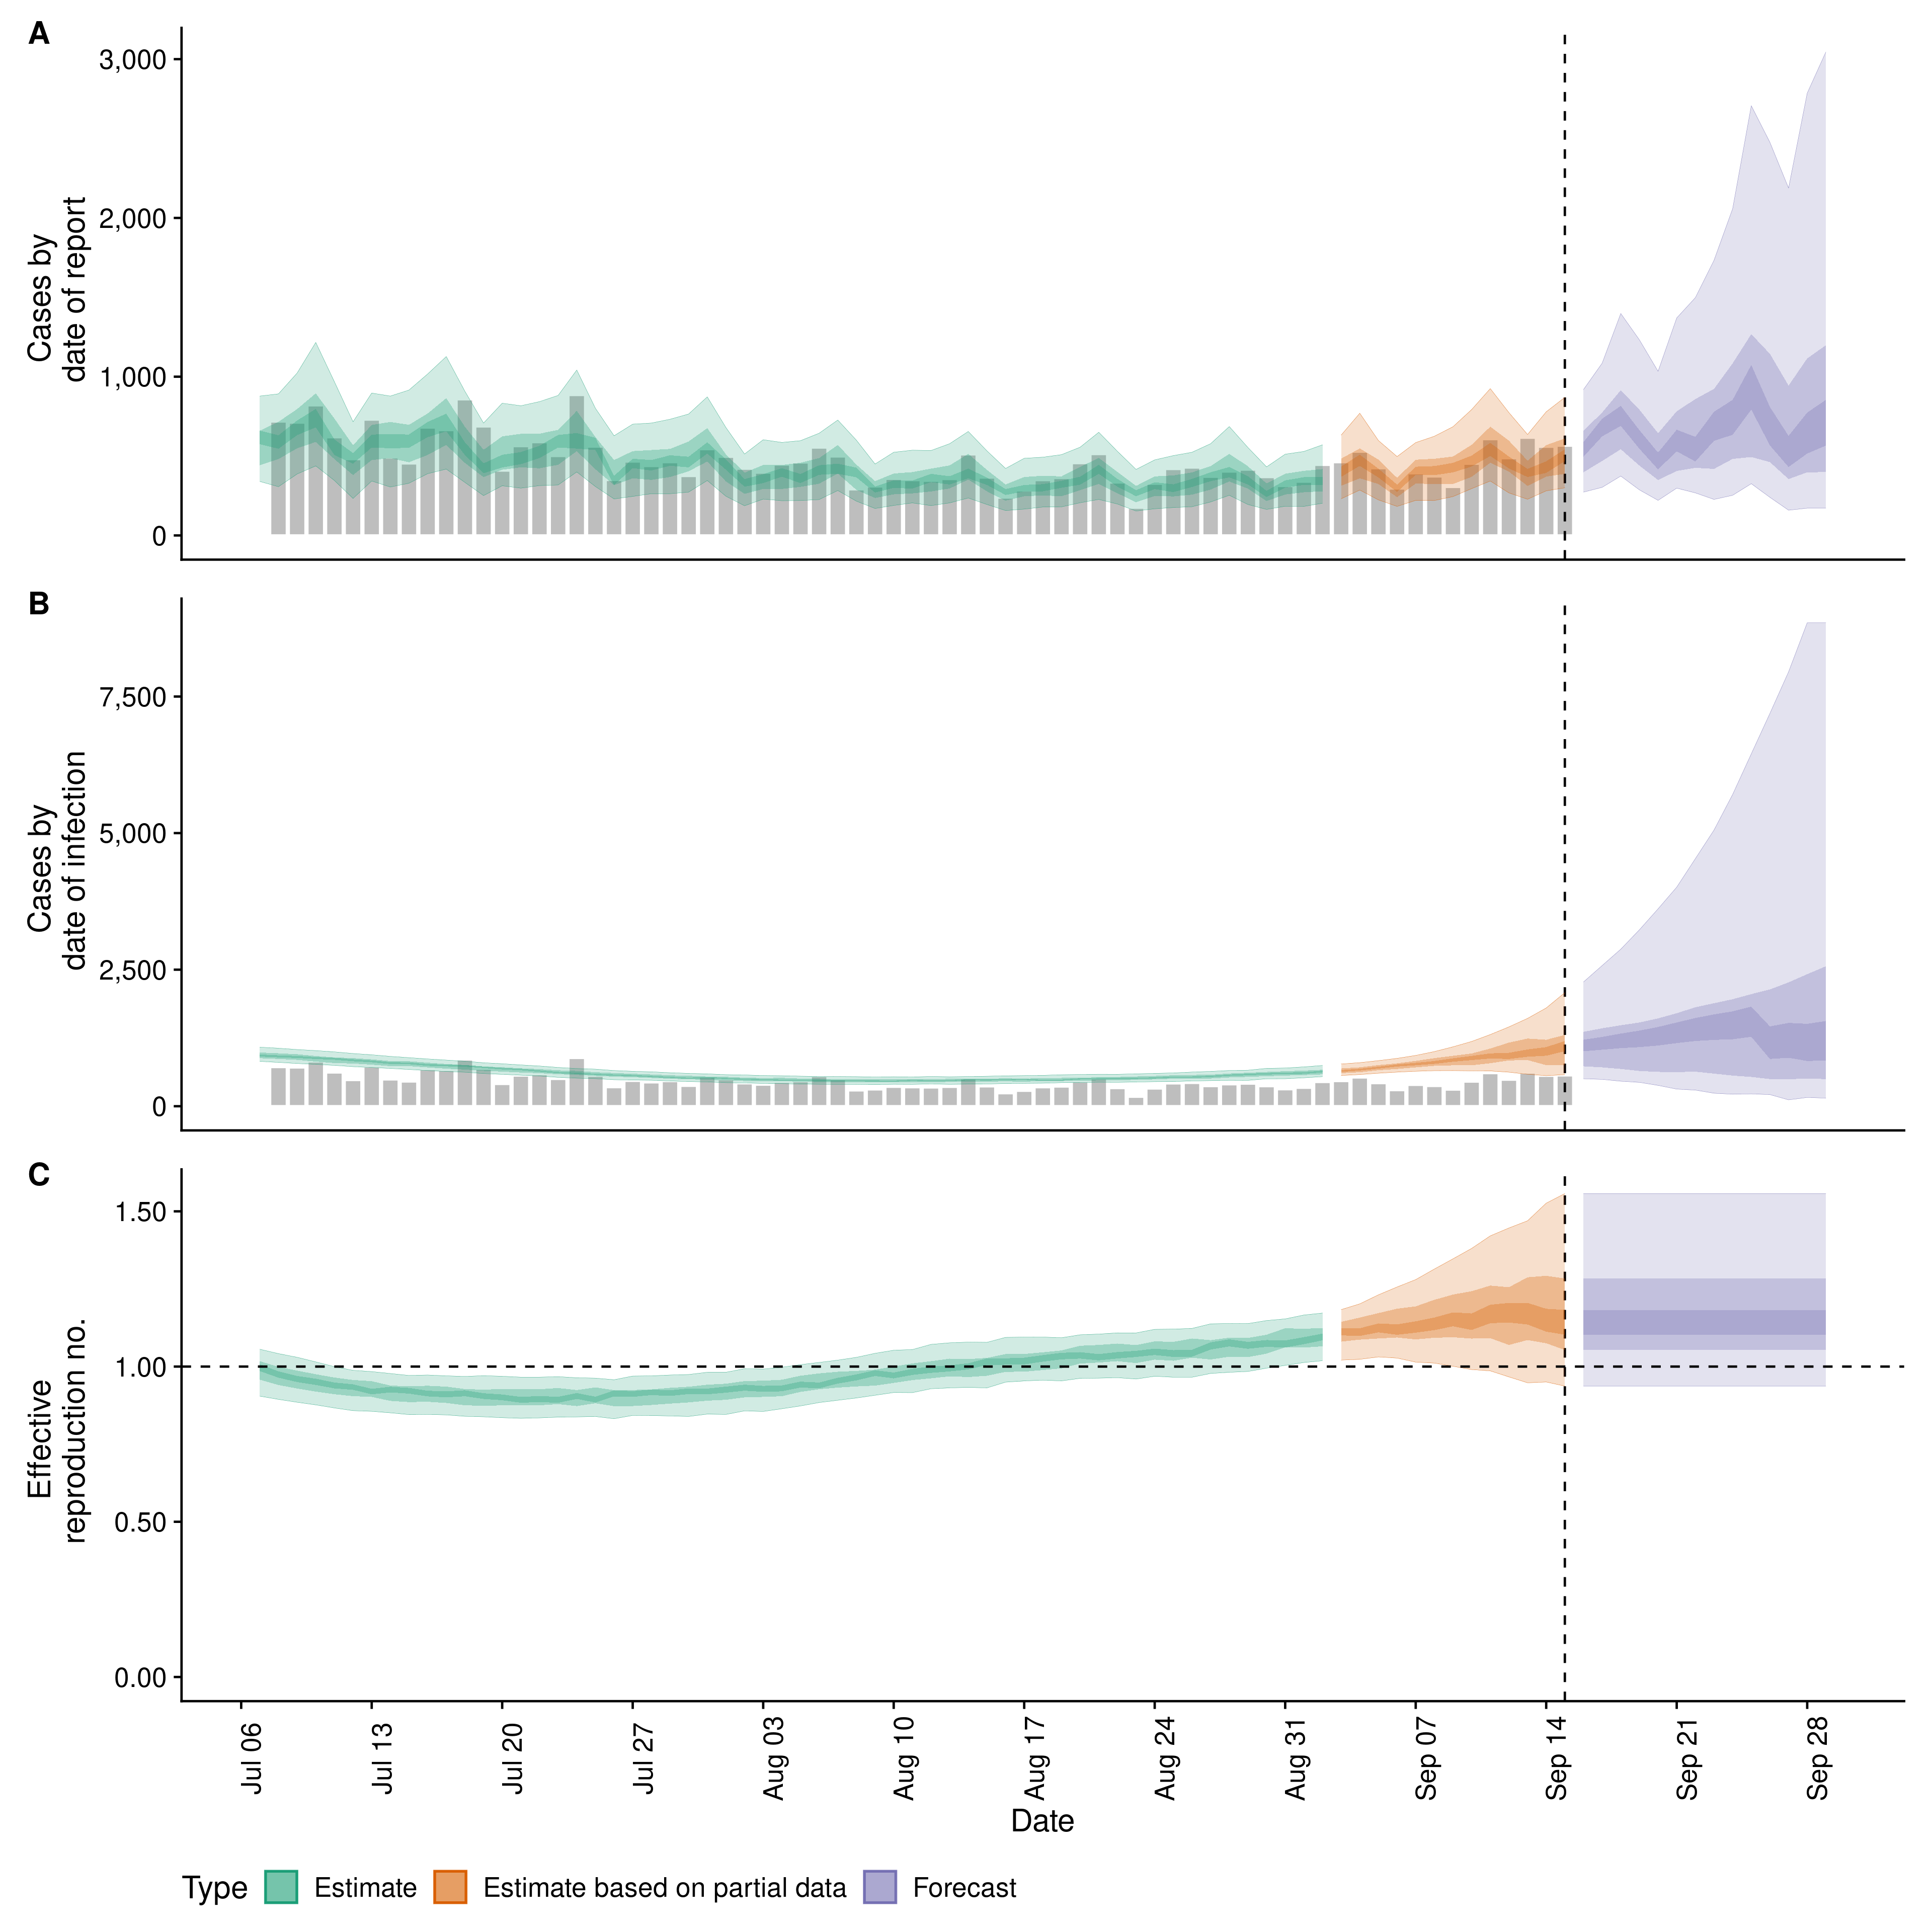 A
Cases by
date of report
3,000
2,000
1,000
0
B
Cases by
date of infection
7,500
5,000
2,500
0
C
Effective
reproduction no.
1.50
1.00
0.50
0.00
Jul 06
Jul 13
Jul 20
Jul 27
Aug 03
Aug 10
Aug 17
Aug 24
Aug 31
Sep 07
Sep 14
Sep 21
Sep 28
Date
Type Estimate Estimate based on partial data Forecast